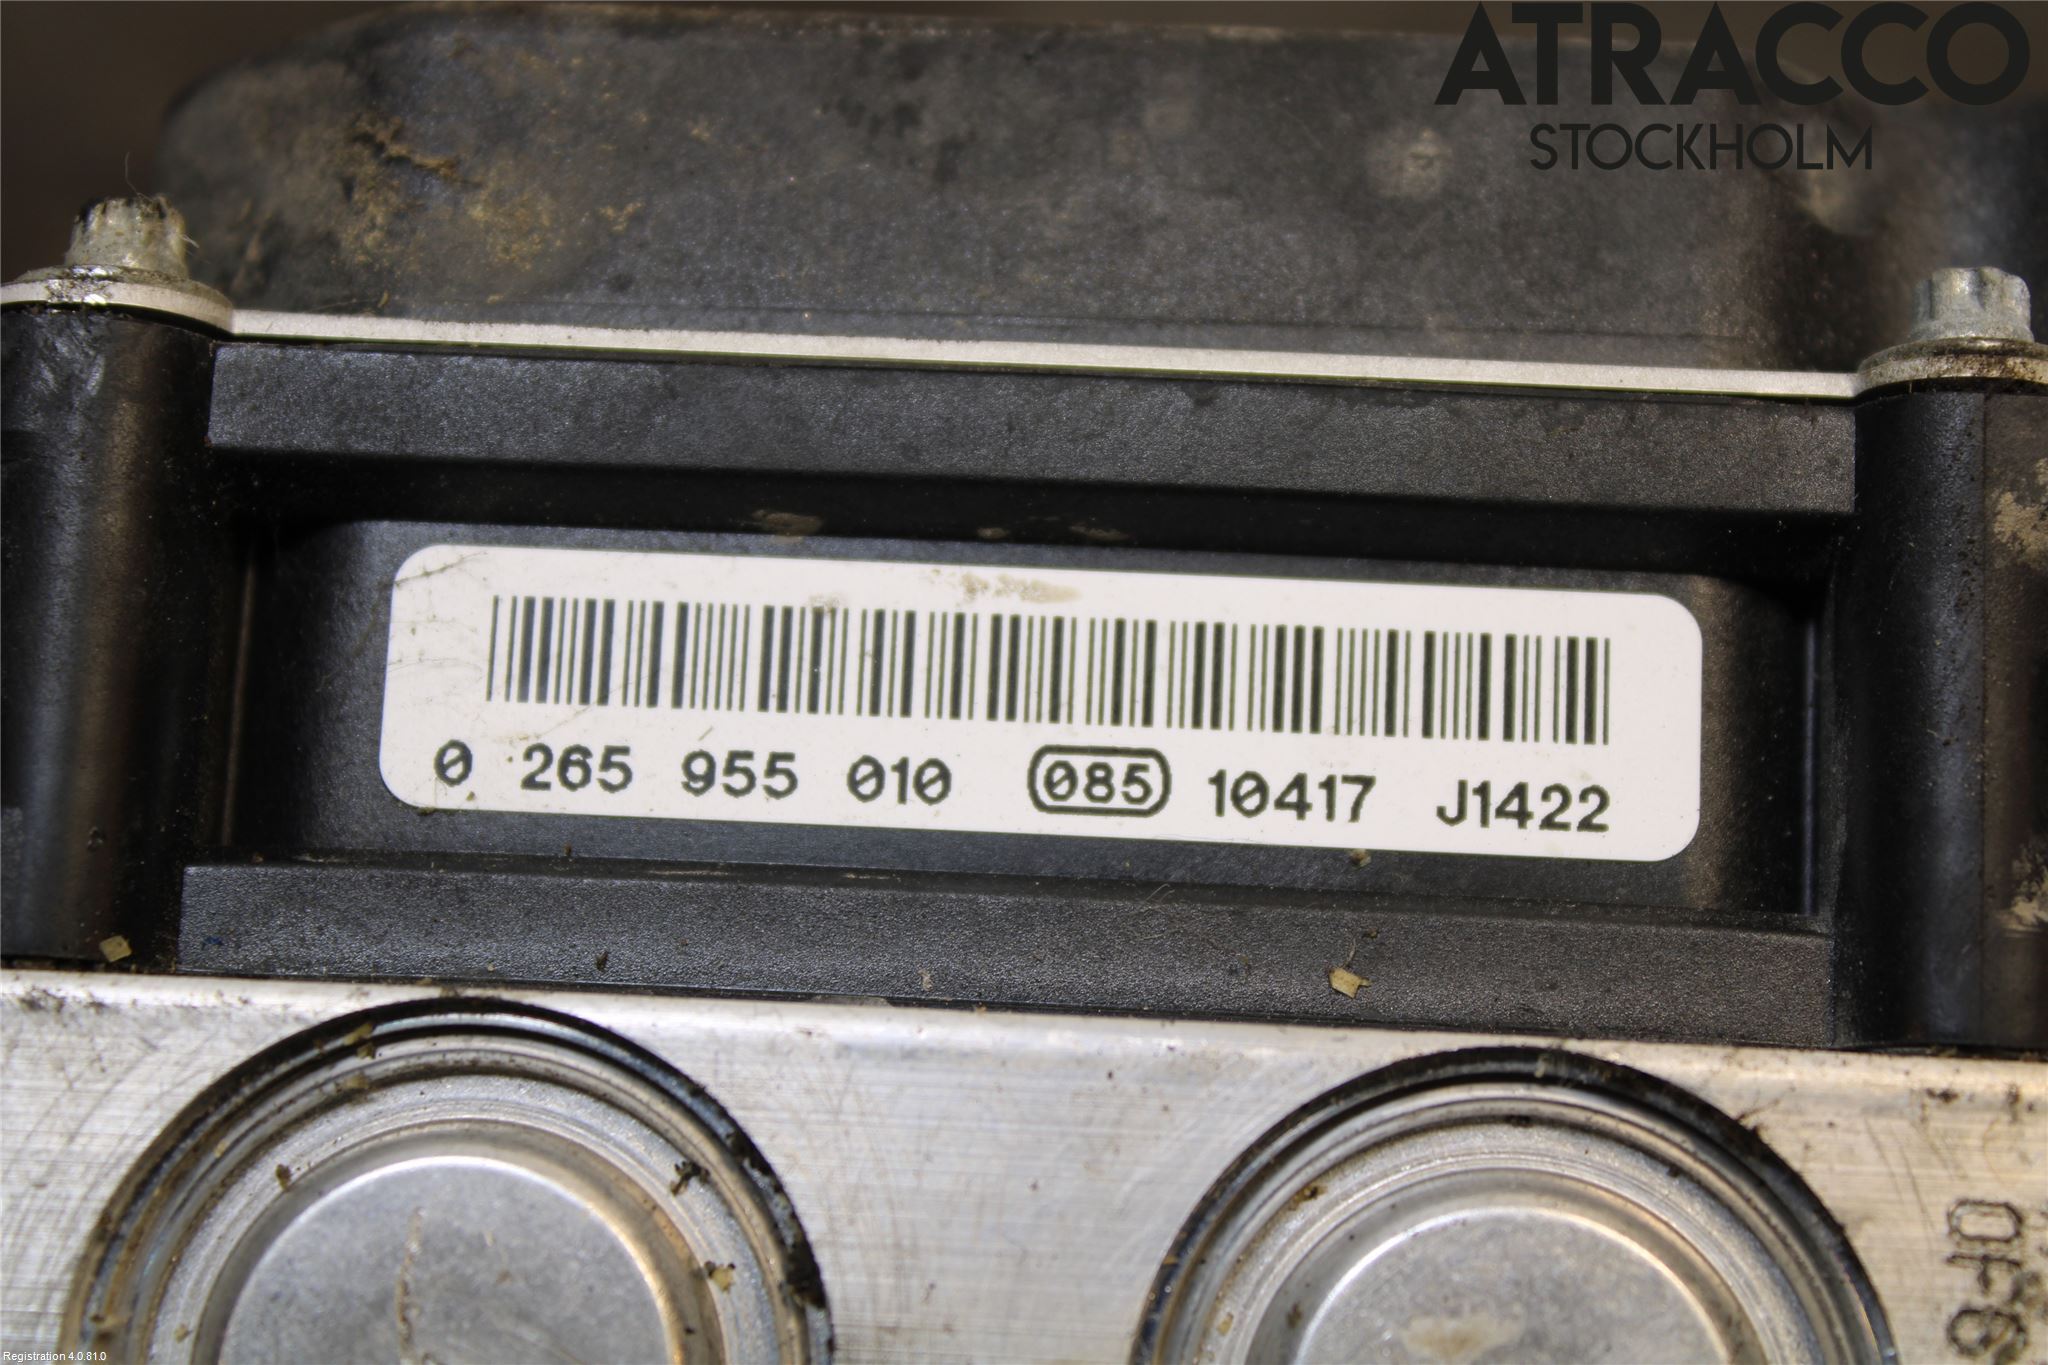 ATRACCO
STOCKHOLM
0 265 955 010 085 10417 J1422
Registration 4.0.81.0